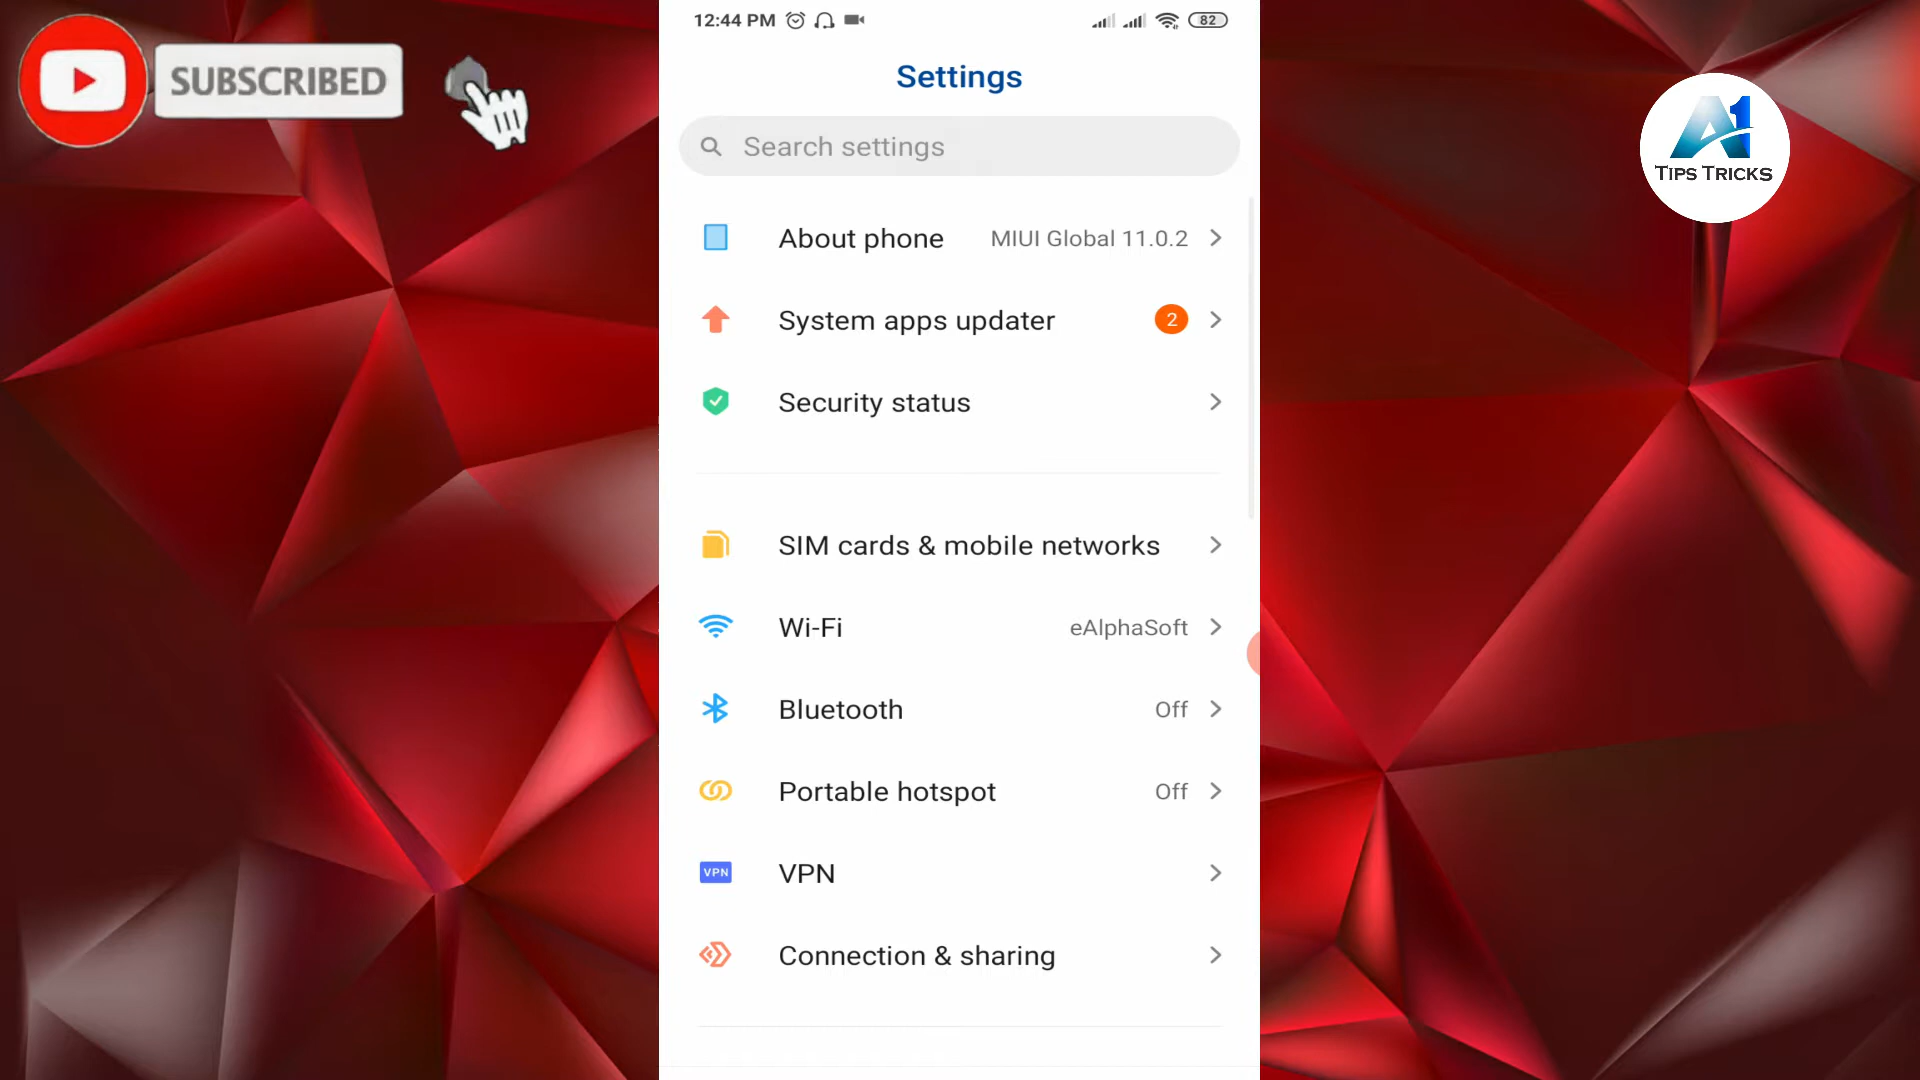 SUBSCRIBED
A1
TIPS TRICKS
12:44 PM 82
Settings
Search settings
About phone MIUI Global 11.0.2
System apps updater 2
Security status
SIM cards & mobile networks
Wi-Fi eAlphaSoft
Bluetooth Off
Portable hotspot Off
VPN VPN
Connection & sharing